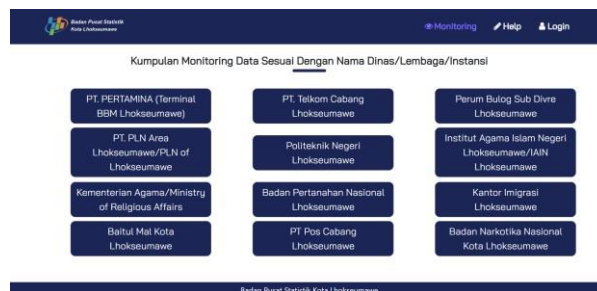 Badan Pusat Statistik
Kota Lhokseumawe
Monitoring Help Login
Kumpulan Monitoring Data Sesuai Dengan Nama Dinas/Lembaga/Instansi
PT. PERTAMINA (Terminal
BBM Lhokseumawe)
PT. Telkom Cabang
Lhokseumawe
Perum Bulog Sub Divre
Lhokseumawe
PT. PLN Area
Lhokseumawe/PLN of
Lhokseumawe
Politeknik Negeri
Lhokseumawe
Institut Agama Islam Negeri
Lhokseumawe/IAIN
Lhokseumawe
Kementerian Agama/Ministry
of Religious Affairs
Badan Pertanahan Nasional
Lhokseumawe
Kantor Imigrasi
Lhokseumawe
Baitul Mal Kota
Lhokseumawe
PT Pos Cabang
Lhokseumawe
Badan Narkotika Nasional
Kota Lhokseumawe
Badan Pusat Statistik Kota Lhokseumawe